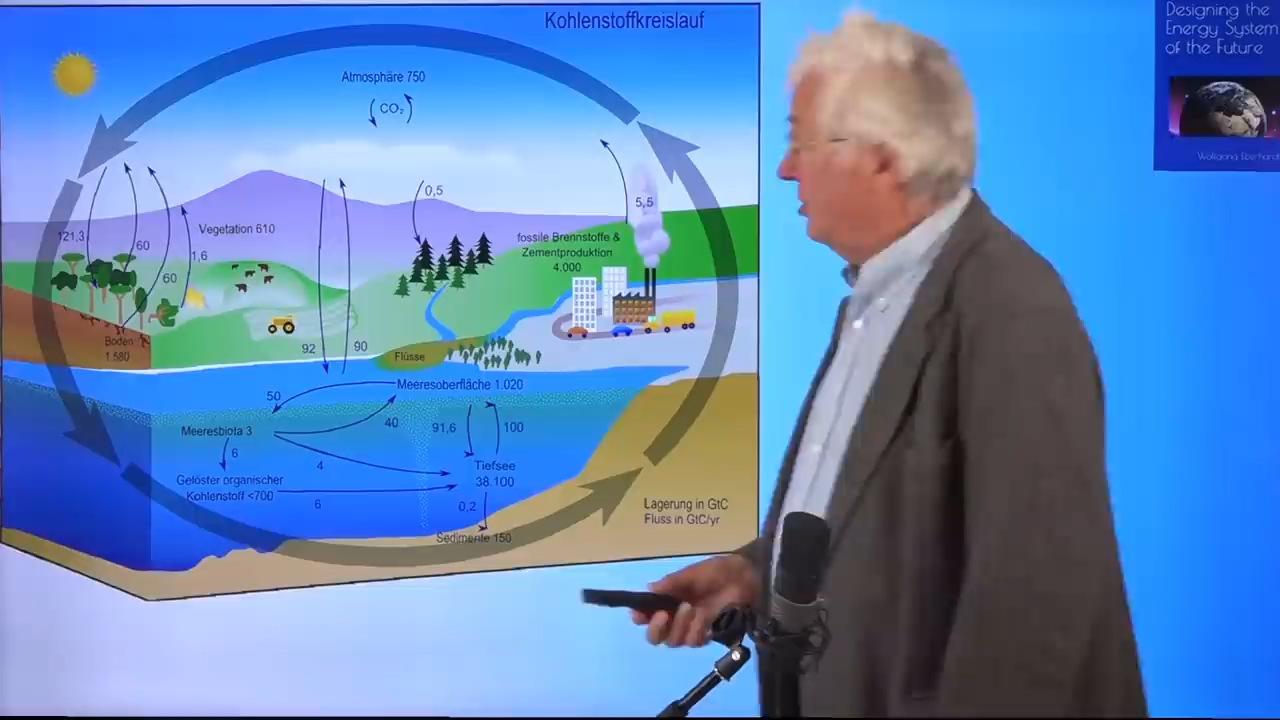 Kohlenstoffkreislauf
Designing the
Energy System
of the Future
Wolfgang Eberhardt
Atmosphäre 750
CO₂
0,5
5,5
121,3
60
Vegetation 610
1,6
60
fossile Brennstoffe &
Zementproduktion
4.000
Boden
1.580
92
90
Flüsse
Meeresoberfläche 1.020
50
40
91,6
100
Meeresbiota 3
6
4
Tiefsee
38.100
Gelöster organischer
Kohlenstoff <700
6
0,2
Lagerung in GtC
Fluss in GtC/yr
Sedimente 150